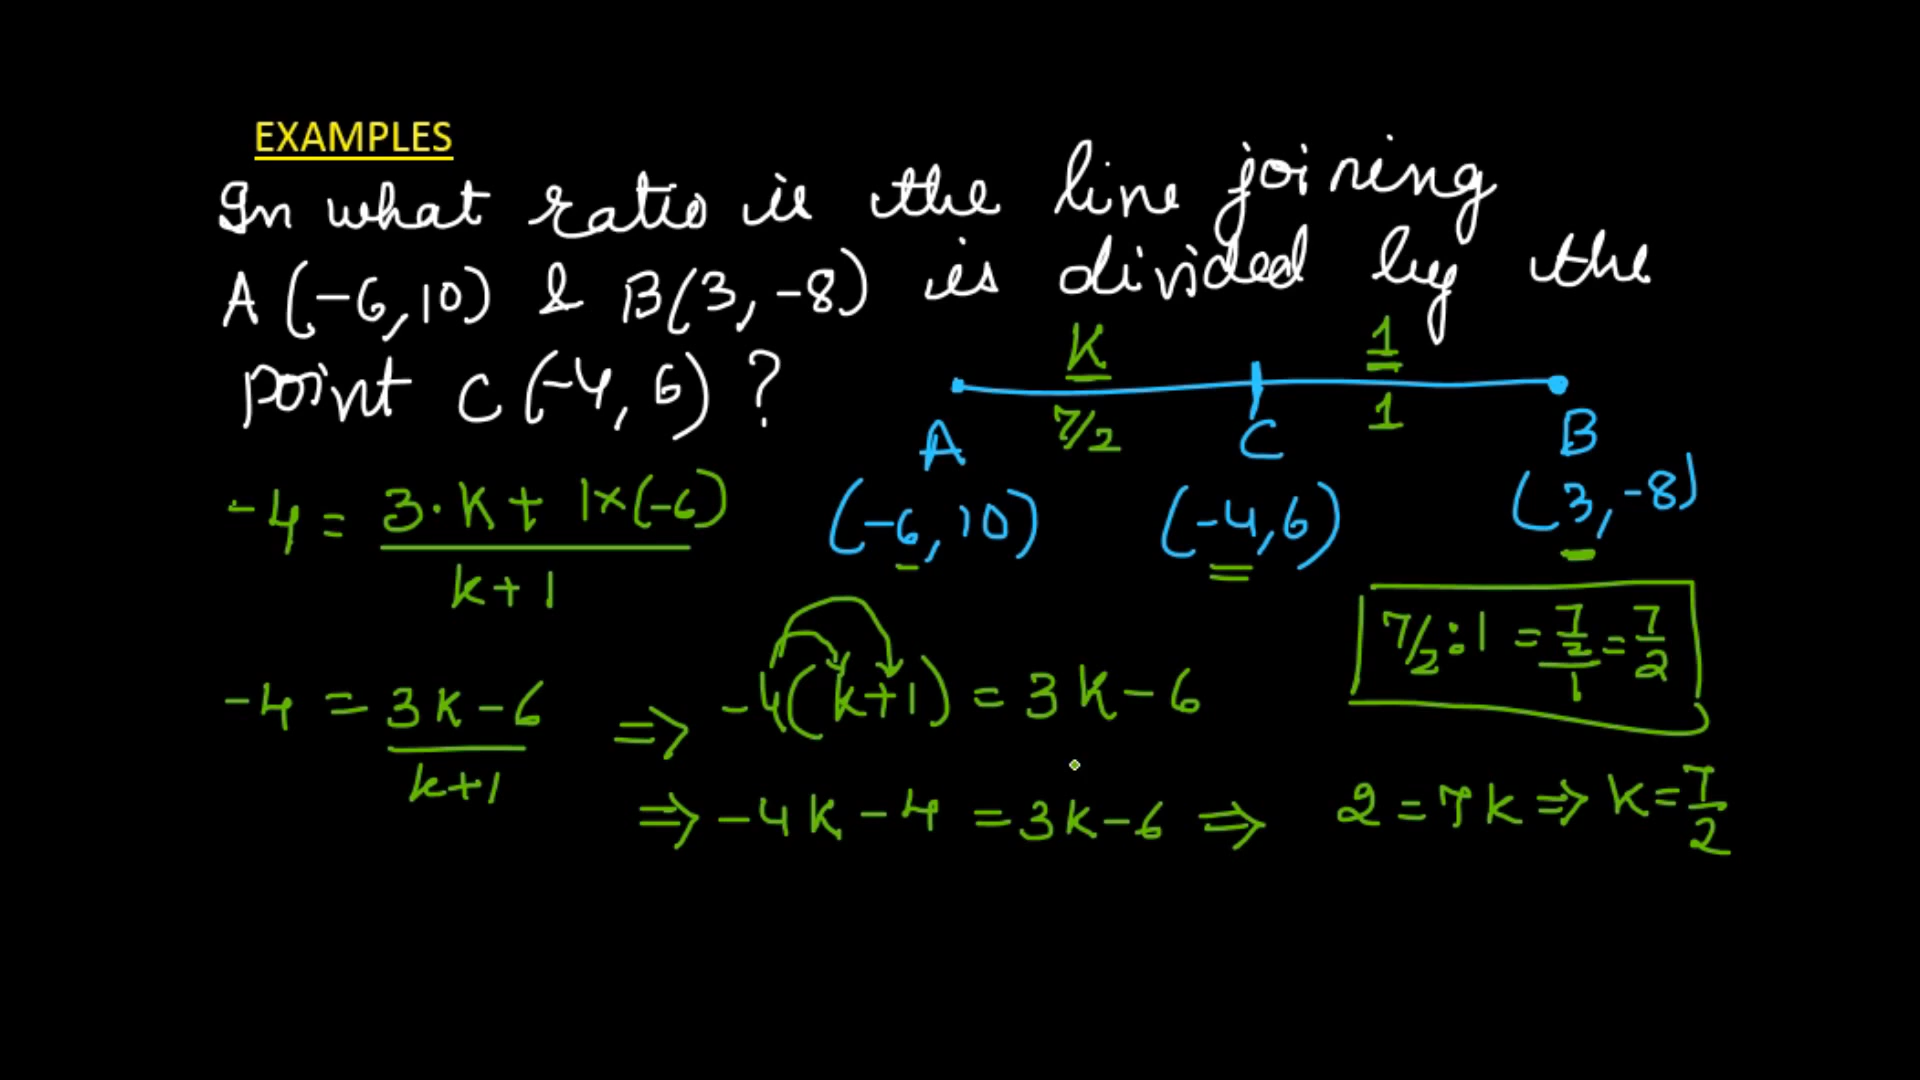 EXAMPLES
In what ratio is the line joining
A (-6, 10) & B(3, -8) is divided by the
point C (-4, 6) ?
K 1
7/2 1
A C B
(-6, 10) (-4, 6) (3, -8)
-4 = 3·K + 1×(-6)
k+1
7/2 : 1 = 7/2/1 = 7/2
-4 = 3K-6/k+1 ⇒ -4(k+1) = 3K-6
⇒ -4K-4 = 3K-6 ⇒ 2 = 7K ⇒ K = 7/2